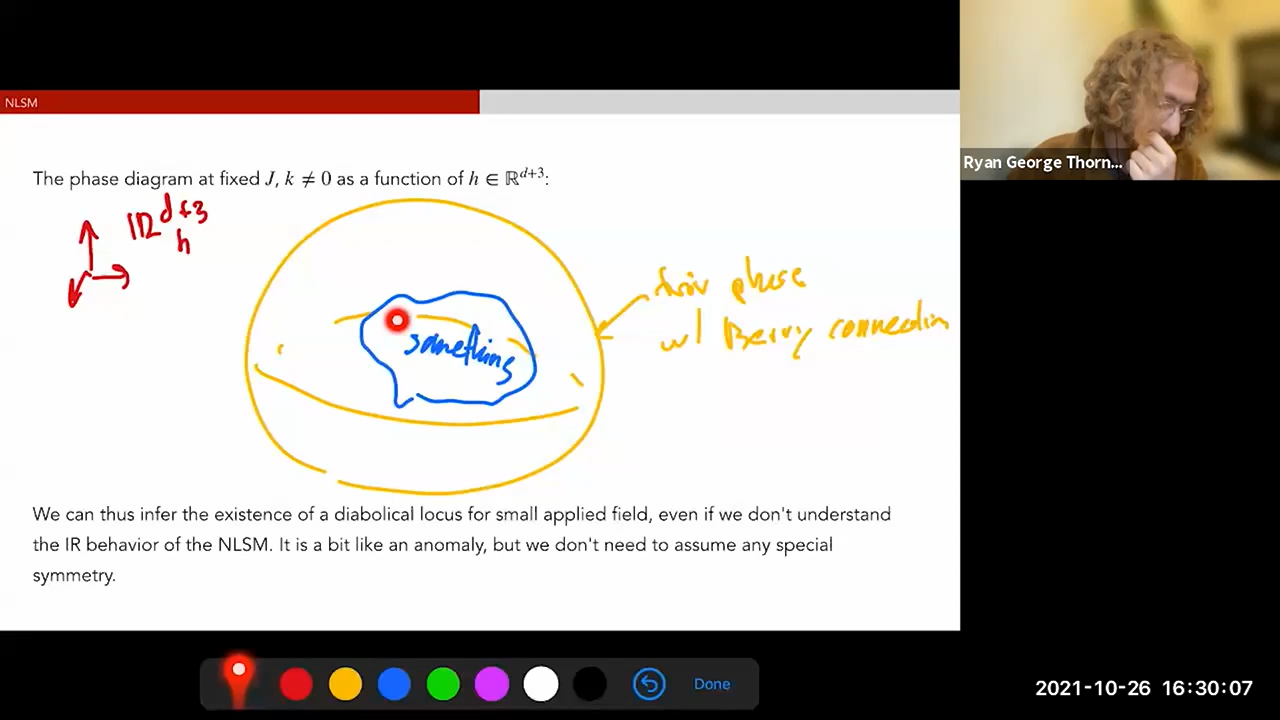 NLSM
The phase diagram at fixed J, k ≠ 0 as a function of h ∈ ℝᵈ⁺³:
ℝᵈ⁺³
h
phase
w/ Berry connection
something
We can thus infer the existence of a diabolical locus for small applied field, even if we don't understand
the IR behavior of the NLSM. It is a bit like an anomaly, but we don't need to assume any special
symmetry.
Ryan George Thorn...
Done
2021-10-26 16:30:07